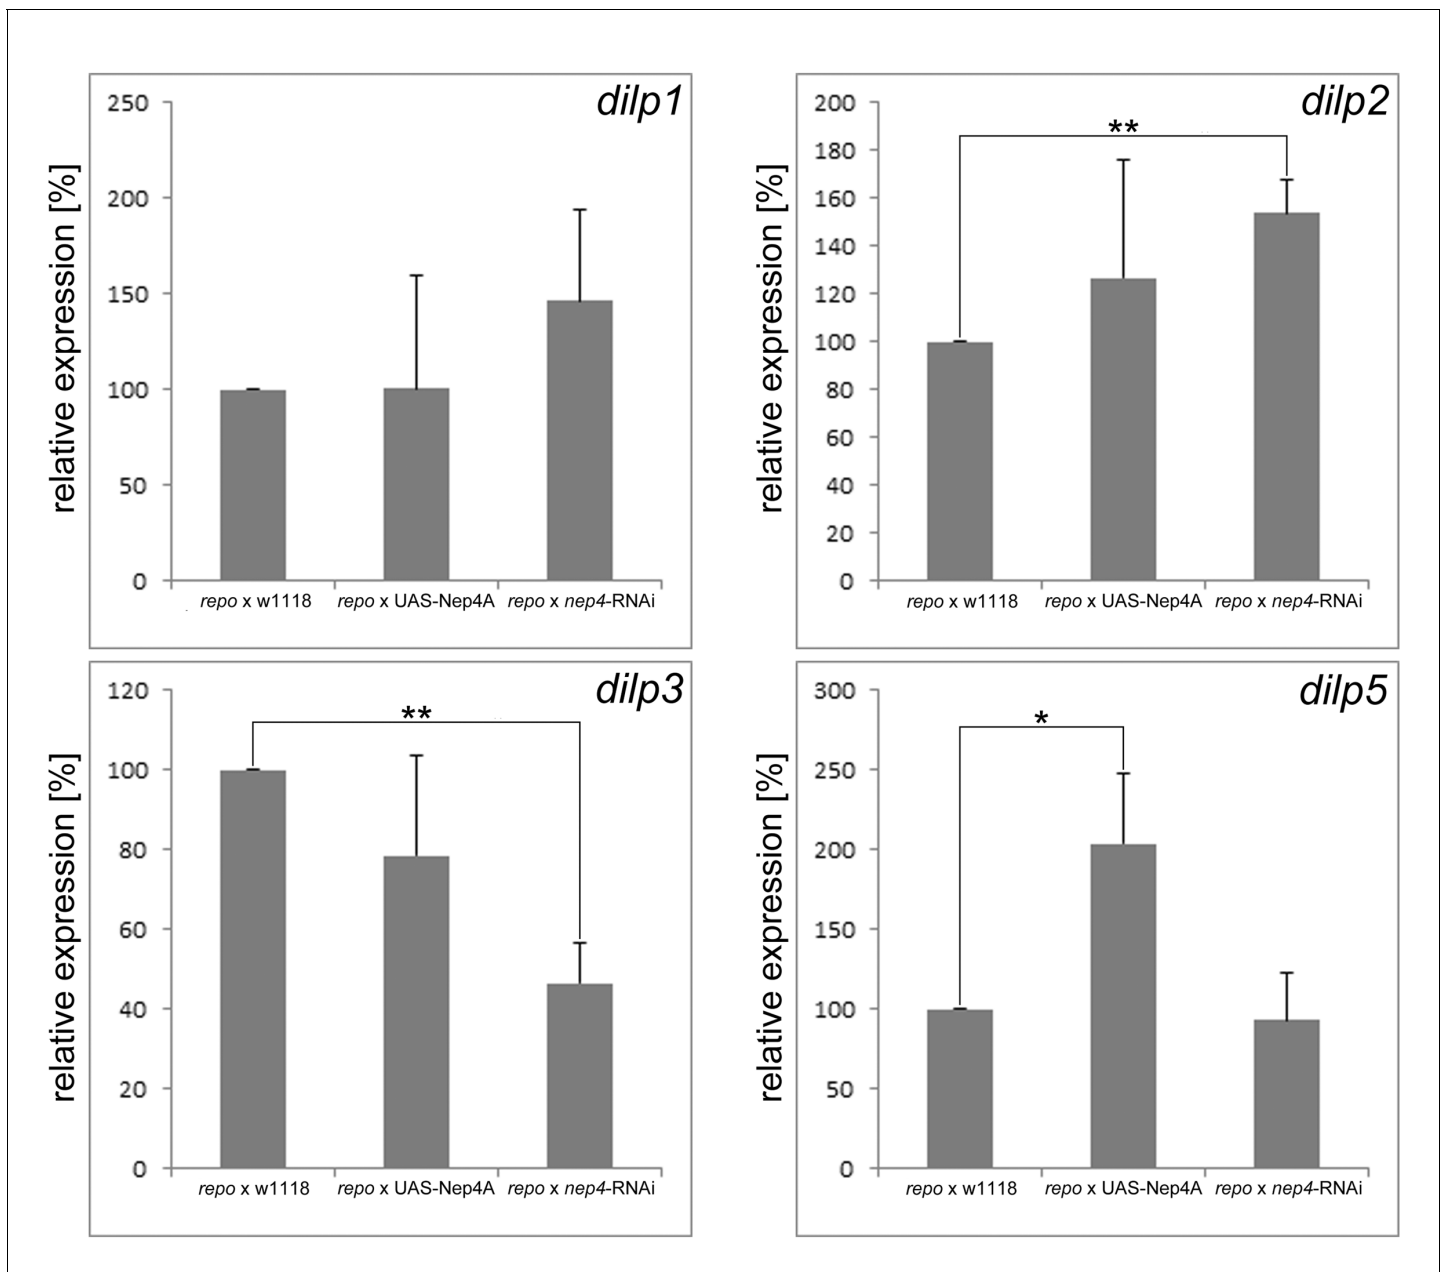 dilp1
relative expression [%]
250
200
150
100
50
0
repo x w1118
repo x UAS-Nep4A
repo x nep4-RNAi
dilp2
relative expression [%]
200
180
160
140
120
100
80
60
40
20
0
**
repo x w1118
repo x UAS-Nep4A
repo x nep4-RNAi
dilp3
relative expression [%]
120
100
80
60
40
20
0
**
repo x w1118
repo x UAS-Nep4A
repo x nep4-RNAi
dilp5
relative expression [%]
300
250
200
150
100
50
0
*
repo x w1118
repo x UAS-Nep4A
repo x nep4-RNAi